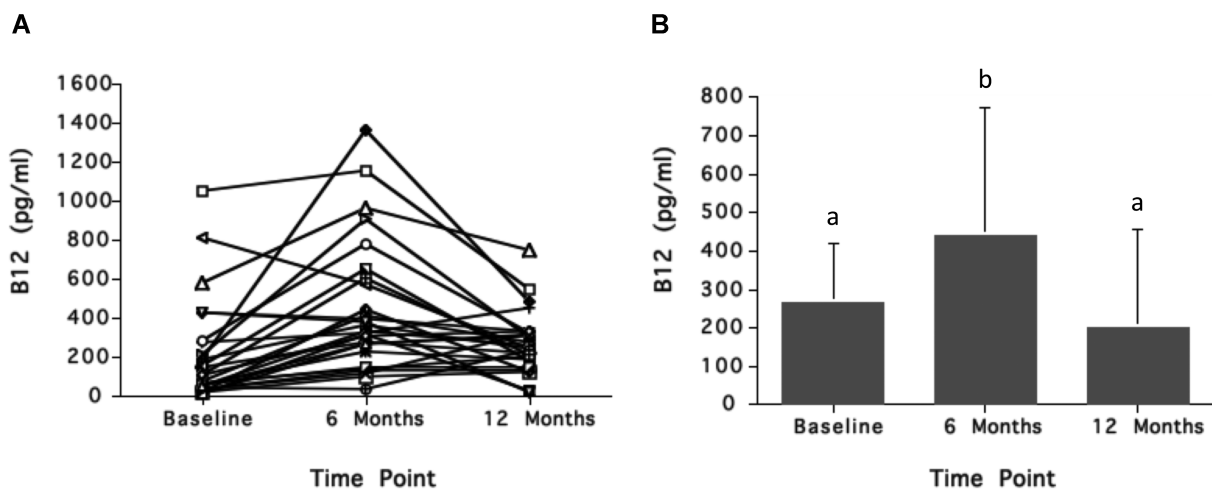 A
B12 (pg/ml)
1600
1400
1200
1000
800
600
400
200
0
Baseline 6 Months 12 Months
Time Point
B
B12 (pg/ml)
800
700
600
500
400
300
200
100
0
a
b
a
Baseline 6 Months 12 Months
Time Point